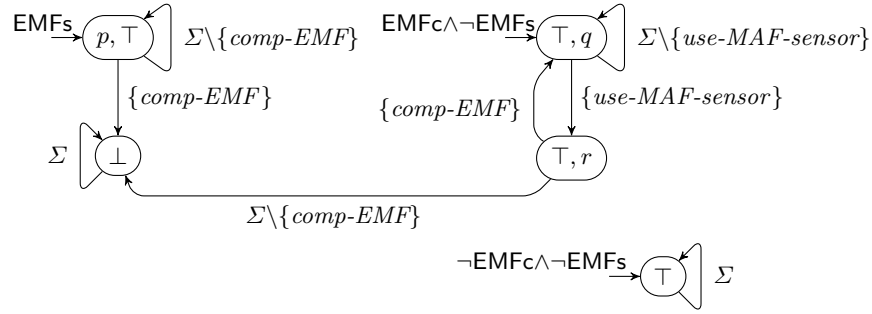 EMFs
p, ⊤
Σ\{comp-EMF}
EMFc∧¬EMFs
⊤, q
Σ\{use-MAF-sensor}
{comp-EMF}
{comp-EMF}
{use-MAF-sensor}
Σ
⊥
⊤, r
Σ\{comp-EMF}
¬EMFc∧¬EMFs
⊤
Σ